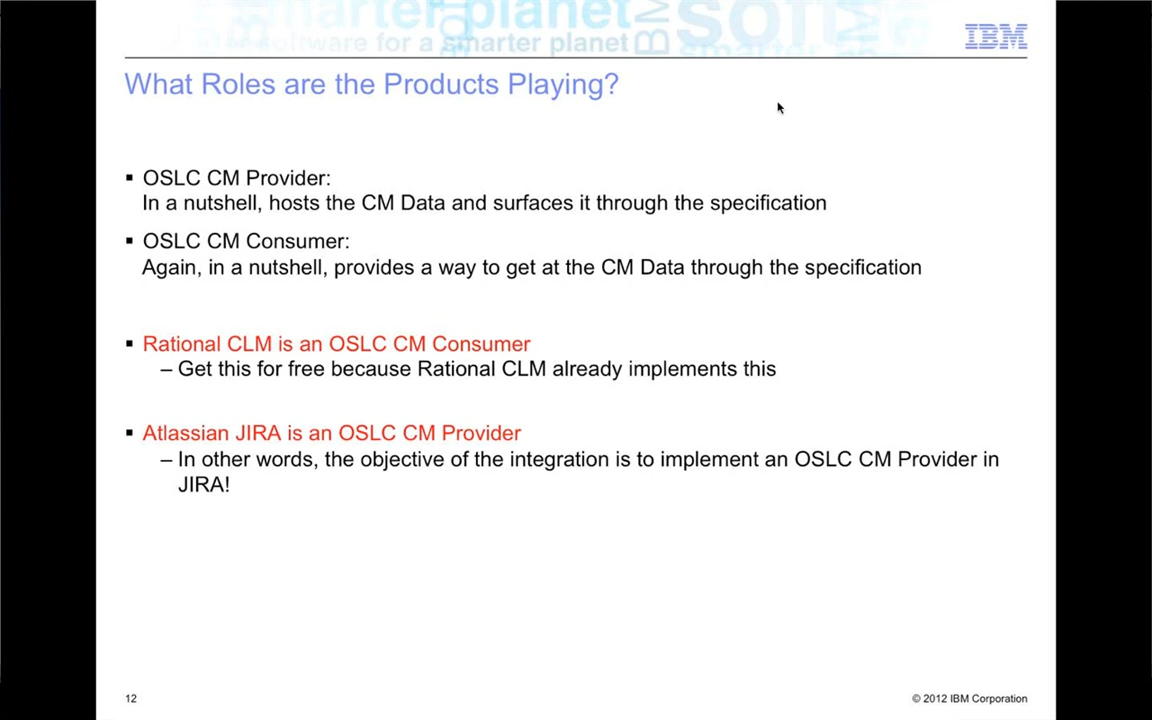 smarter planet
software for a smarter planet
IBM
What Roles are the Products Playing?
▪ OSLC CM Provider:
In a nutshell, hosts the CM Data and surfaces it through the specification
▪ OSLC CM Consumer:
Again, in a nutshell, provides a way to get at the CM Data through the specification
▪ Rational CLM is an OSLC CM Consumer
– Get this for free because Rational CLM already implements this
▪ Atlassian JIRA is an OSLC CM Provider
– In other words, the objective of the integration is to implement an OSLC CM Provider in
JIRA!
12
© 2012 IBM Corporation